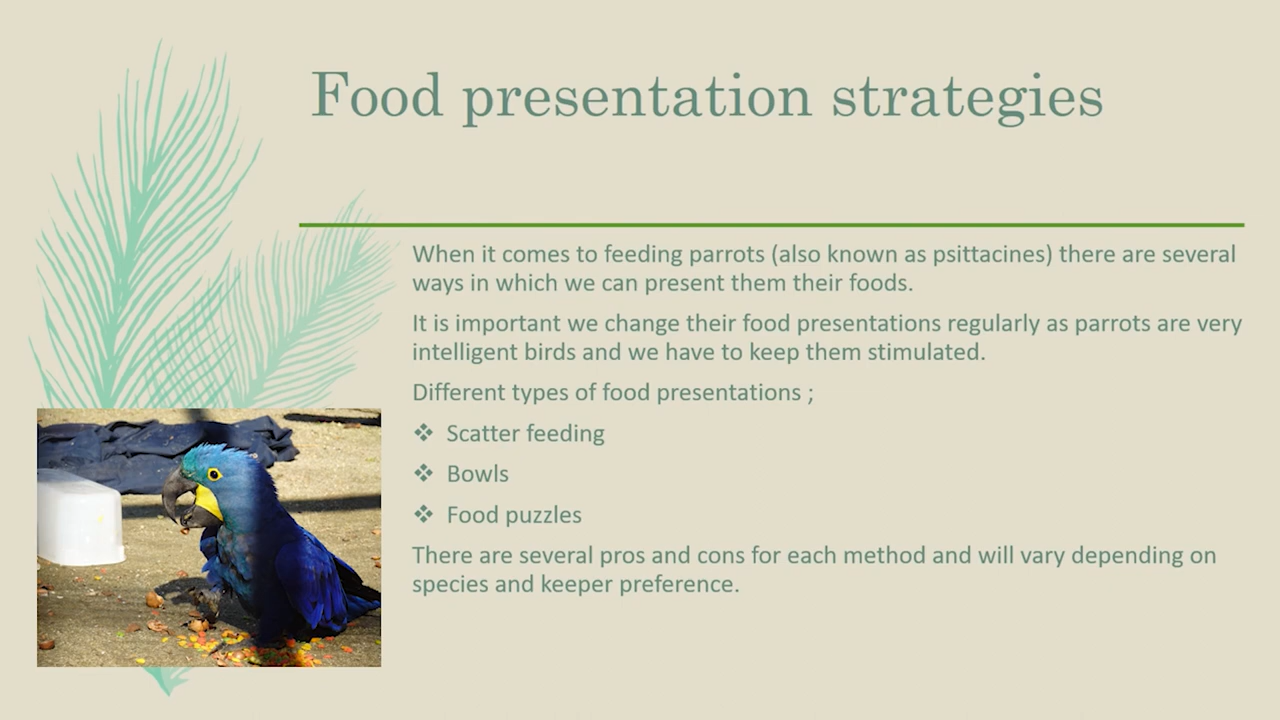 Food presentation strategies
When it comes to feeding parrots (also known as psittacines) there are several
ways in which we can present them their foods.
It is important we change their food presentations regularly as parrots are very
intelligent birds and we have to keep them stimulated.
Different types of food presentations ;
❖ Scatter feeding
❖ Bowls
❖ Food puzzles
There are several pros and cons for each method and will vary depending on
species and keeper preference.